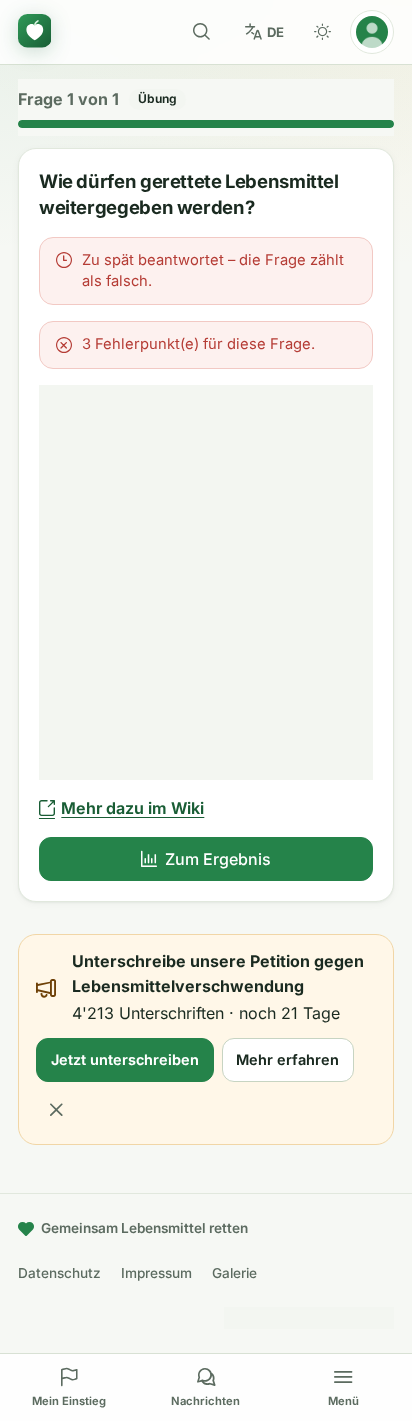 DE
Frage 1 von 1 Übung
Wie dürfen gerettete Lebensmittel
weitergegeben werden?
Zu spät beantwortet – die Frage zählt
als falsch.
3 Fehlerpunkt(e) für diese Frage.
Mehr dazu im Wiki
Zum Ergebnis
Unterschreibe unsere Petition gegen
Lebensmittelverschwendung
4'213 Unterschriften · noch 21 Tage
Jetzt unterschreiben Mehr erfahren
Gemeinsam Lebensmittel retten
Datenschutz Impressum Galerie
Mein Einstieg Nachrichten Menü